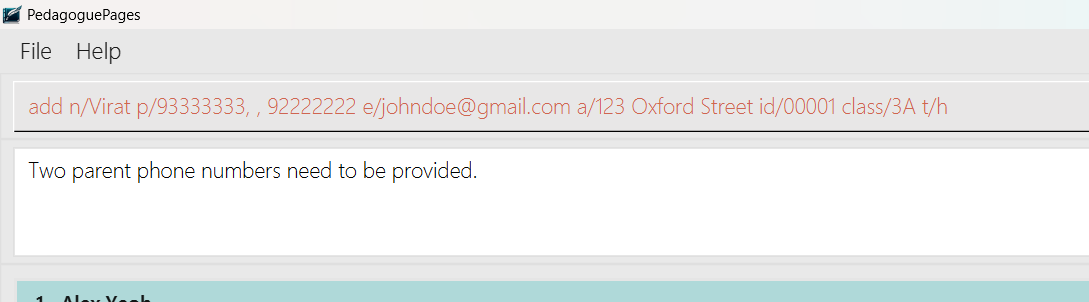 PedagoguePages
File Help
add n/Virat p/93333333, , 92222222 e/johndoe@gmail.com a/123 Oxford Street id/00001 class/3A t/h
Two parent phone numbers need to be provided.
1. Alex Yeoh